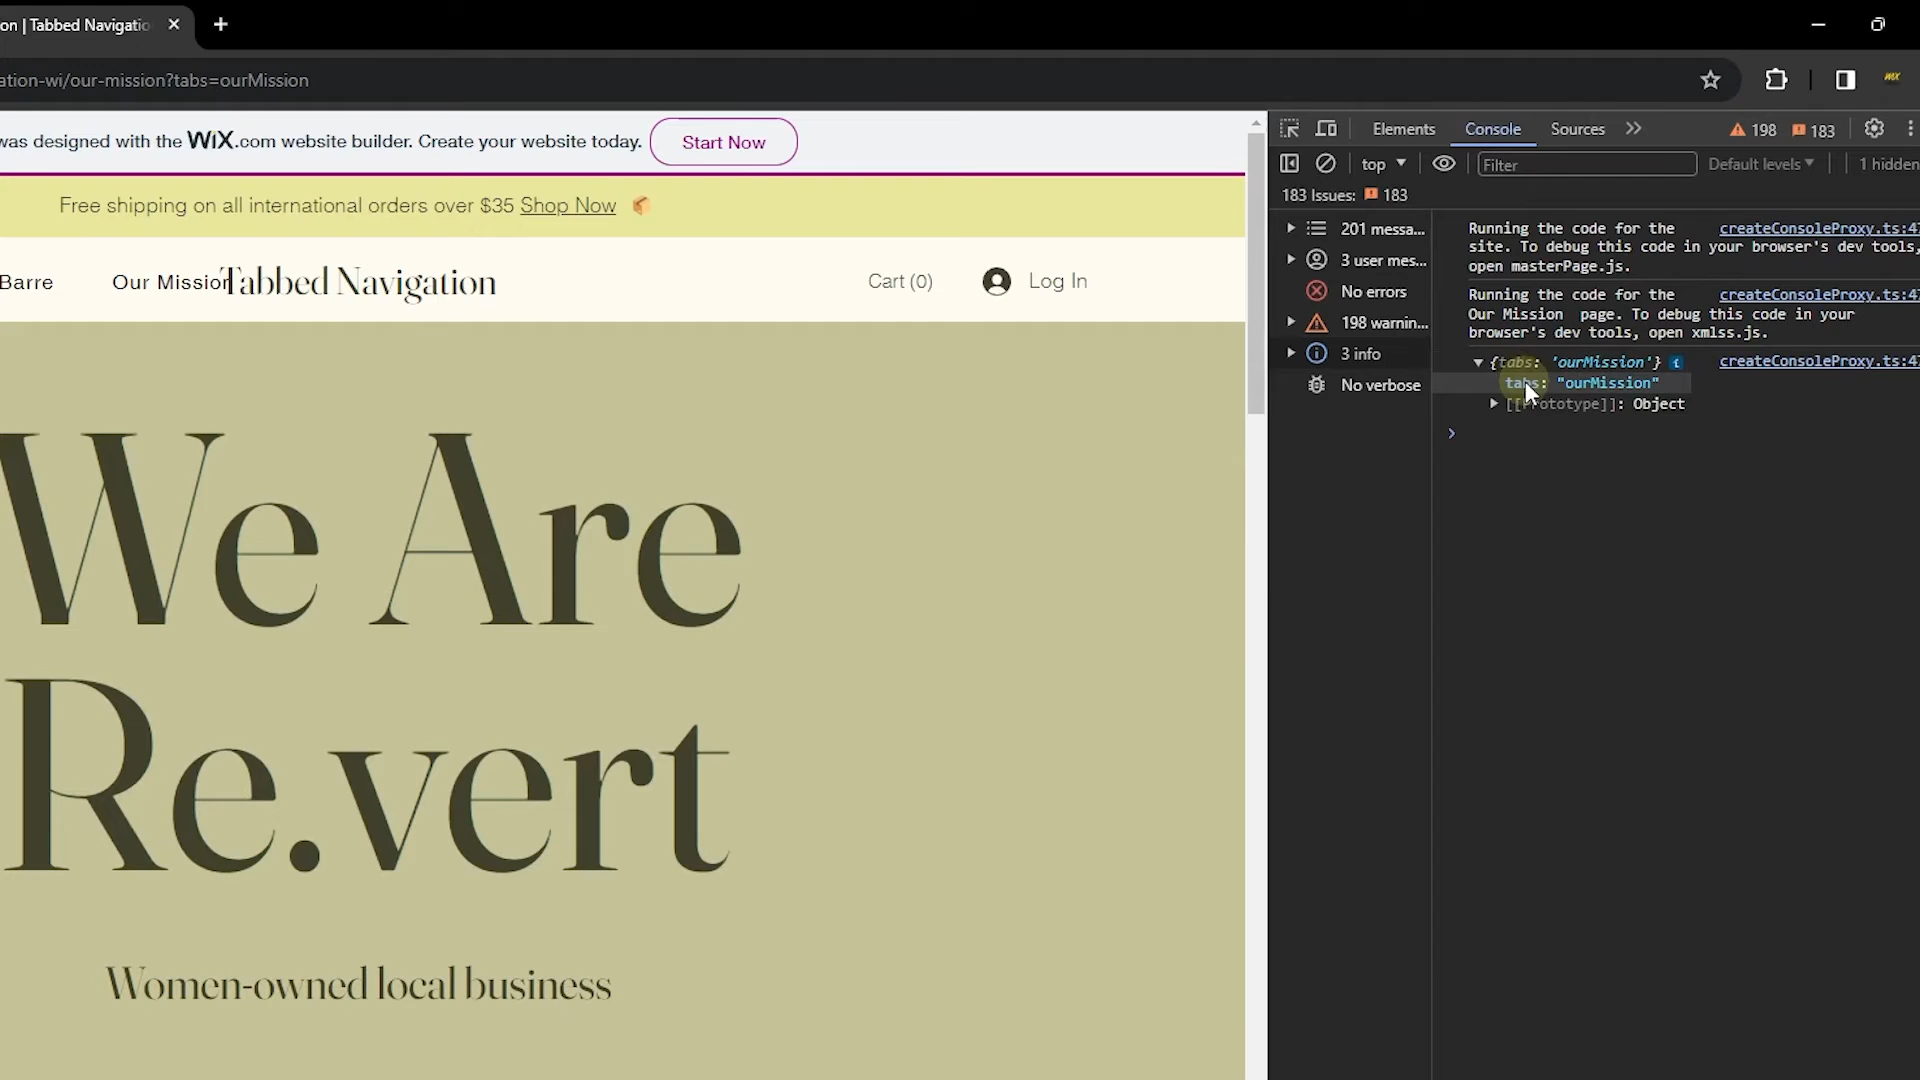 on | Tabbed Navigatio
ation-wi/our-mission?tabs=ourMission
was designed with the WiX.com website builder. Create your website today. Start Now
Free shipping on all international orders over $35 Shop Now
Barre Our Mission Tabbed Navigation Cart (0) Log In
We Are
Re.vert
Women-owned local business
Elements Console Sources 198 183
top Filter Default levels 1 hidden
183 Issues: 183
201 messa...
3 user mes...
No errors
198 warnin...
3 info
No verbose
Running the code for the createConsoleProxy.ts:47
site. To debug this code in your browser's dev tools,
open masterPage.js.
Running the code for the createConsoleProxy.ts:47
Our Mission page. To debug this code in your
browser's dev tools, open xmlss.js.
{tabs: 'ourMission'} i createConsoleProxy.ts:47
tabs: "ourMission"
[[Prototype]]: Object